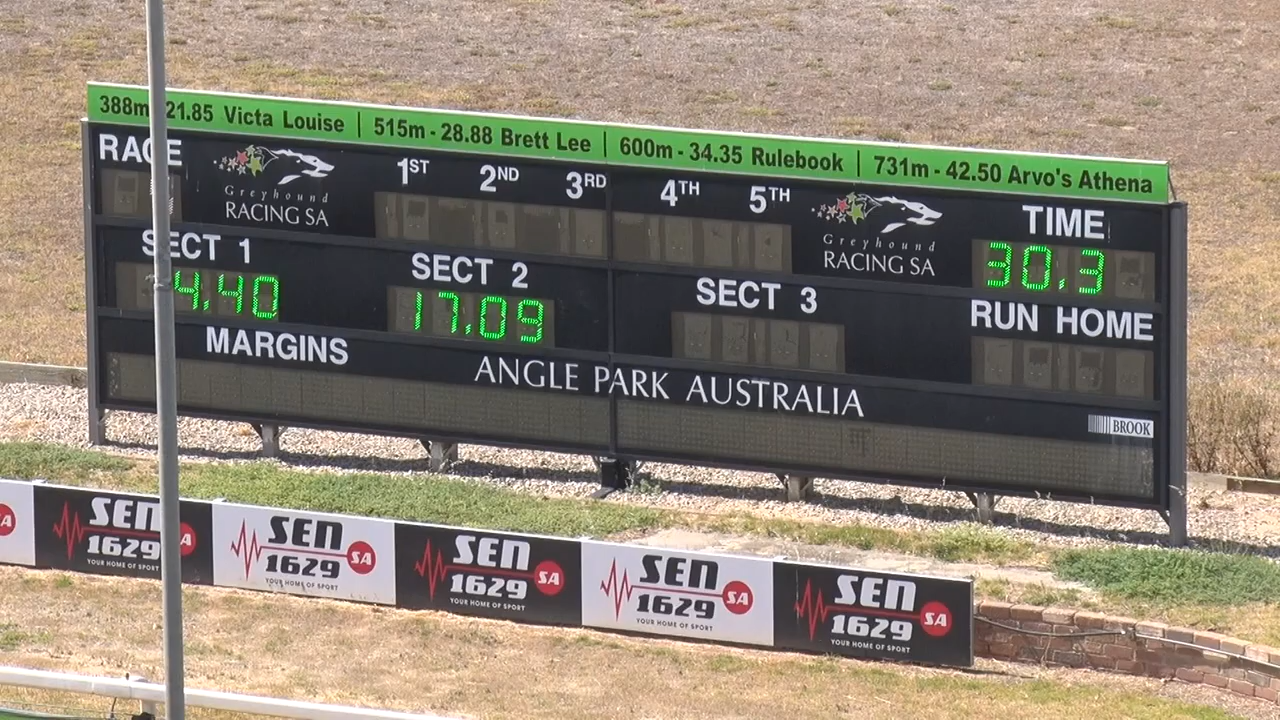 388m 21.85 Victa Louise | 515m - 28.88 Brett Lee | 600m - 34.35 Rulebook | 731m - 42.50 Arvo's Athena
RACE
Greyhound
RACING SA
1ST 2ND 3RD 4TH 5TH
Greyhound
RACING SA
TIME
30.3
SECT 1
4.40
SECT 2
17.09
SECT 3
RUN HOME
MARGINS
ANGLE PARK AUSTRALIA
BROOK
SA
SEN
1629
SA
SEN
1629
SA
YOUR HOME OF SPORT
SEN
1629
SA
YOUR HOME OF SPORT
SEN
1629
SA
YOUR HOME OF SPORT
SEN
1629
SA
YOUR HOME OF SPORT